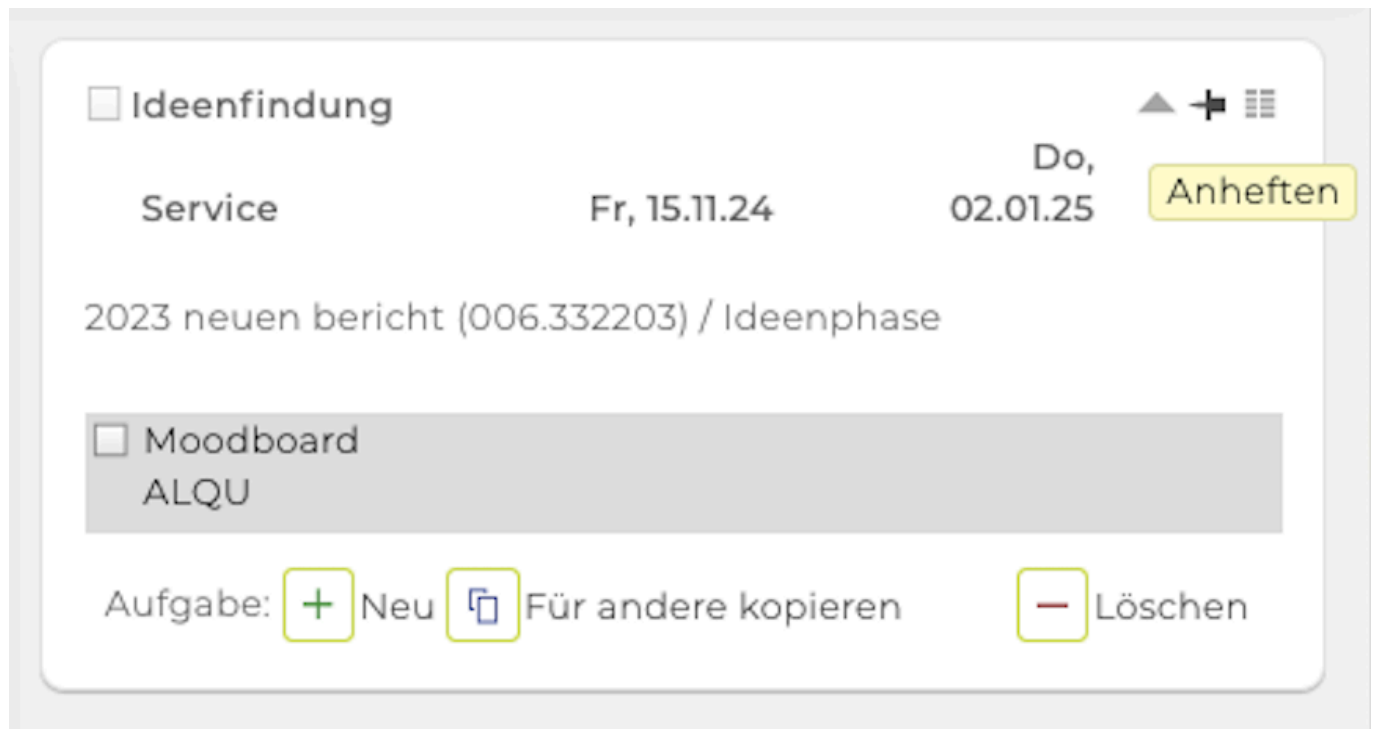 Ideenfindung
Do,
Service Fr, 15.11.24 02.01.25
Anheften
2023 neuen bericht (006.332203) / Ideenphase
Moodboard
ALQU
Aufgabe: + Neu Für andere kopieren − Löschen